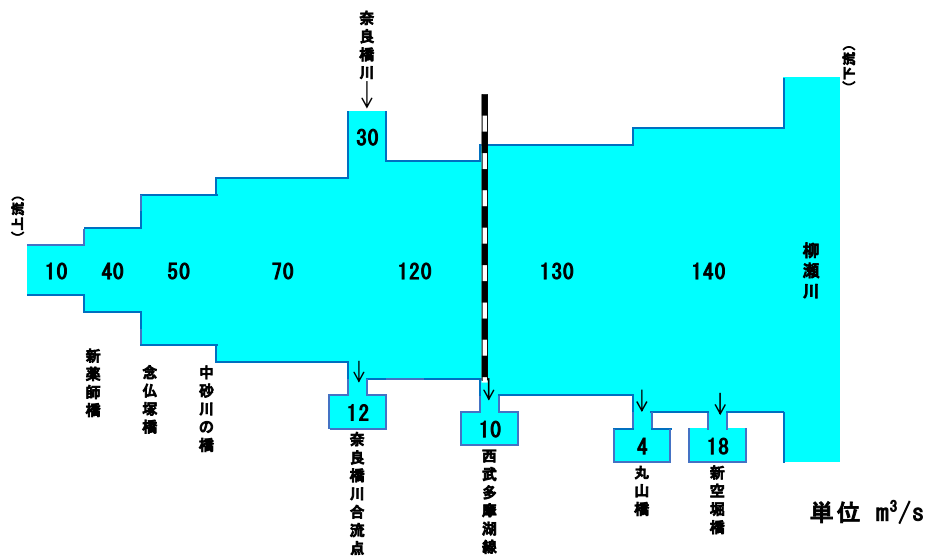 奈良橋川
(下流)
30
(上流)
10
40
50
70
120
130
140
柳瀬川
新薬師橋
念仏塚橋
中砂川の橋
12
10
4
18
奈良橋川合流点
西武多摩湖線
丸山橋
新空堀橋
単位 m³/s